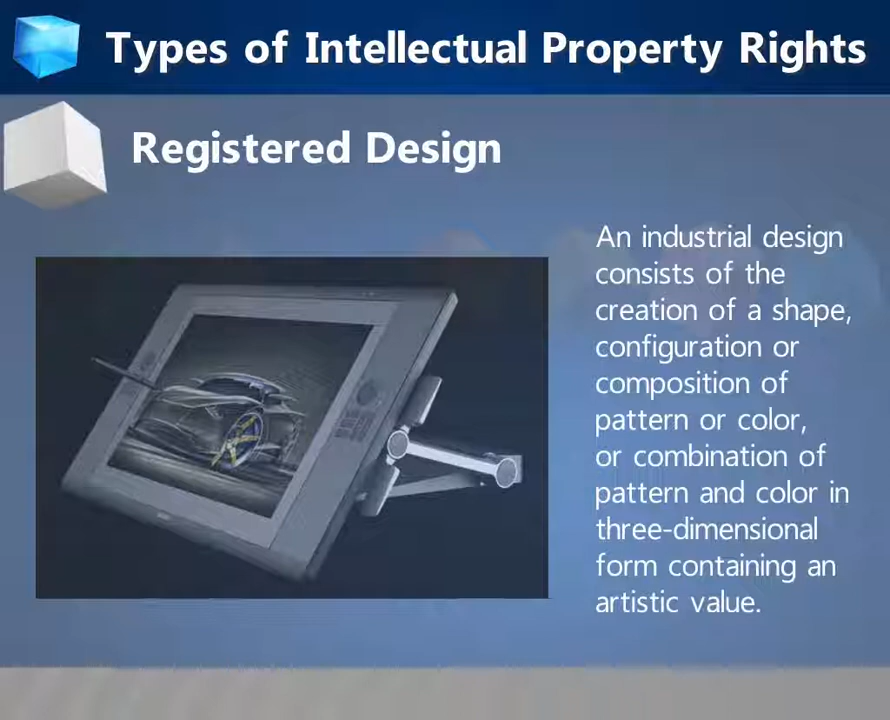 Types of Intellectual Property Rights
Registered Design
An industrial design
consists of the
creation of a shape,
configuration or
composition of
pattern or color,
or combination of
pattern and color in
three-dimensional
form containing an
artistic value.